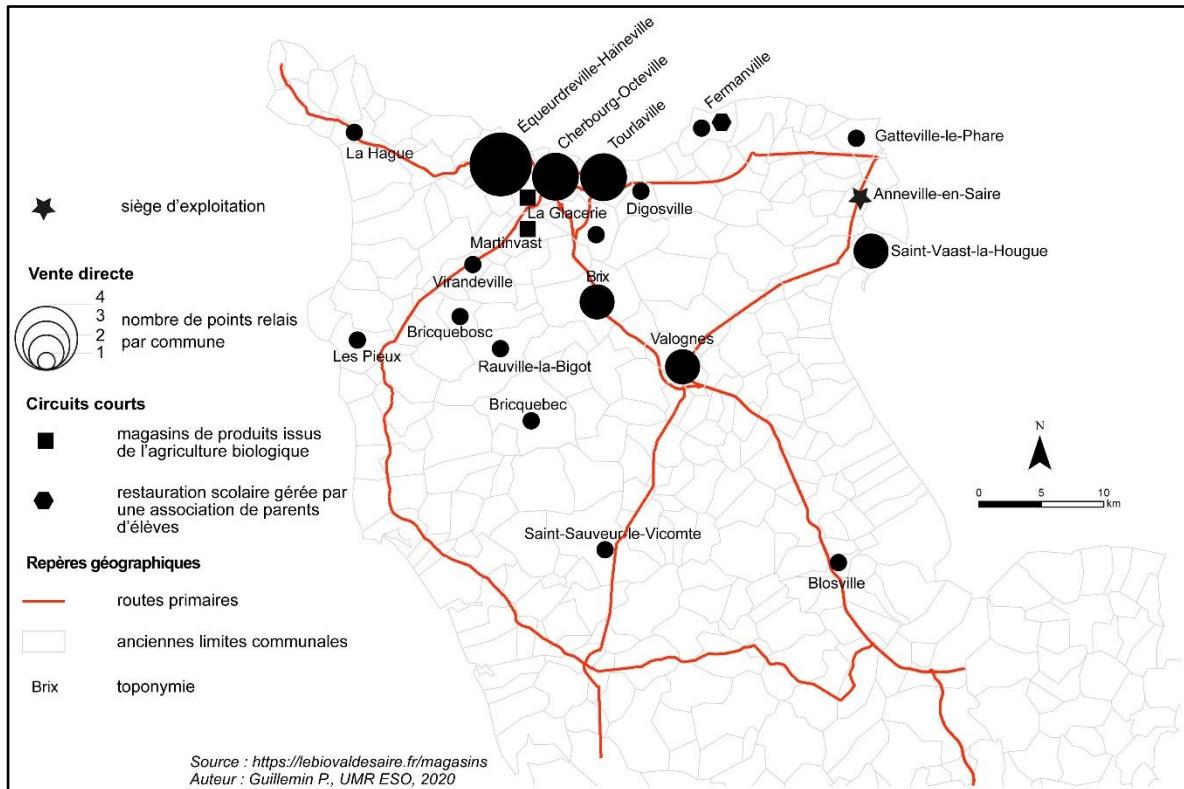 Équeurdreville-Haineville
Cherbourg-Octeville
Tourlaville
Fermanville
La Hague
Gatteville-le-Phare
Anneville-en-Saire
Digosville
La Glacerie
Martinvast
Saint-Vaast-la-Hougue
Virandeville
Brix
Bricquebosc
Les Pieux
Rauville-la-Bigot
Valognes
Bricquebec
Saint-Sauveur-le-Vicomte
Blosville
siège d'exploitation
Vente directe
4
3
2
1
nombre de points relais
par commune
Circuits courts
magasins de produits issus
de l'agriculture biologique
restauration scolaire gérée par
une association de parents
d'élèves
Repères géographiques
routes primaires
anciennes limites communales
Brix
toponymie
N
0 5 10
km
Source : https://lebiovaldesaire.fr/magasins
Auteur : Guillemin P., UMR ESO, 2020